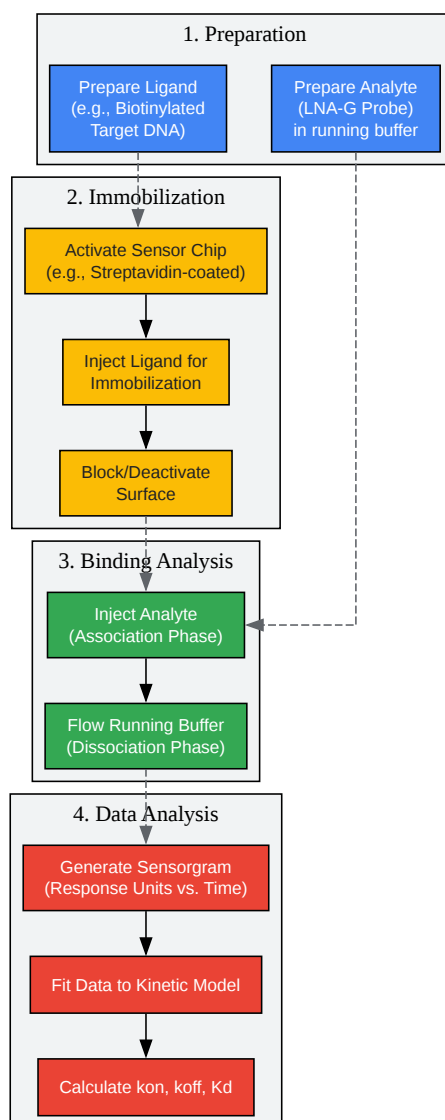 1. Preparation
Prepare Ligand
(e.g., Biotinylated
Target DNA)
Prepare Analyte
(LNA-G Probe)
in running buffer
2. Immobilization
Activate Sensor Chip
(e.g., Streptavidin-coated)
Inject Ligand for
Immobilization
Block/Deactivate
Surface
3. Binding Analysis
Inject Analyte
(Association Phase)
Flow Running Buffer
(Dissociation Phase)
4. Data Analysis
Generate Sensorgram
(Response Units vs. Time)
Fit Data to Kinetic Model
Calculate kon, koff, Kd